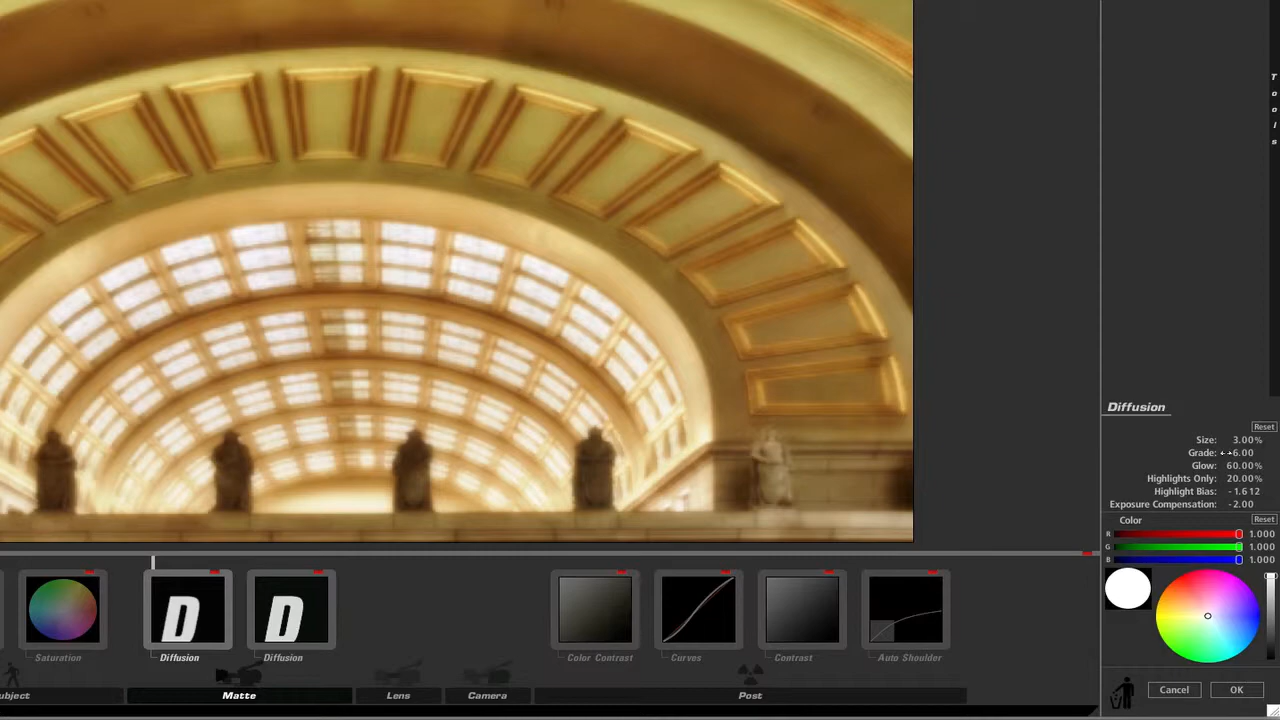 Tools
Diffusion
Reset
Size: 3.00%
Grade: 6.00
Glow: 60.00%
Highlights Only: 20.00%
Highlight Bias: -1.612
Exposure Compensation: -2.00
Color
Reset
R 1.000
G 1.000
B 1.000
D D
Saturation Diffusion Diffusion Color Contrast Curves Contrast Auto Shoulder
ubject Matte Lens Camera Post
Cancel OK